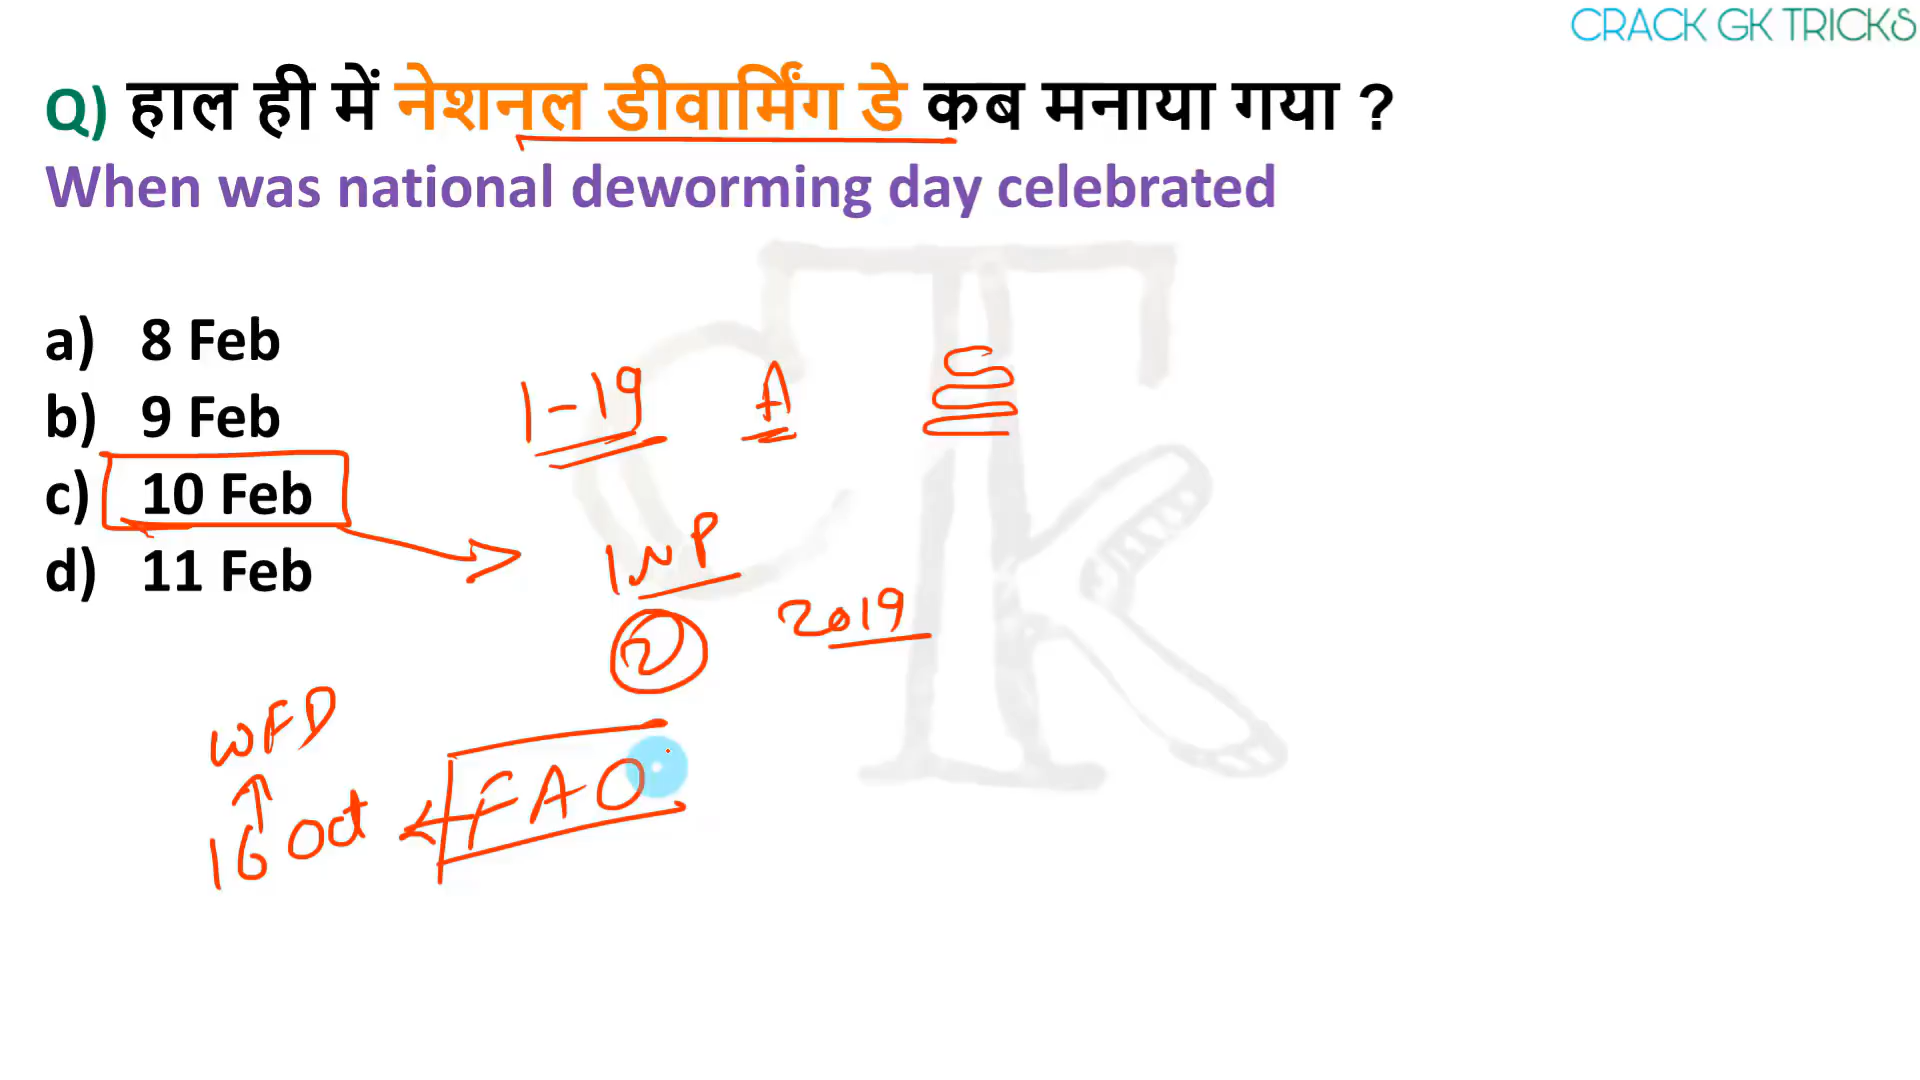 CRACK GK TRICKS
Q) हाल ही में नेशनल डीवार्मिंग डे कब मनाया गया ?
When was national deworming day celebrated
a) 8 Feb
b) 9 Feb
c) 10 Feb
d) 11 Feb
1-19 A
2019
2
WFD
16 Oct
FAO